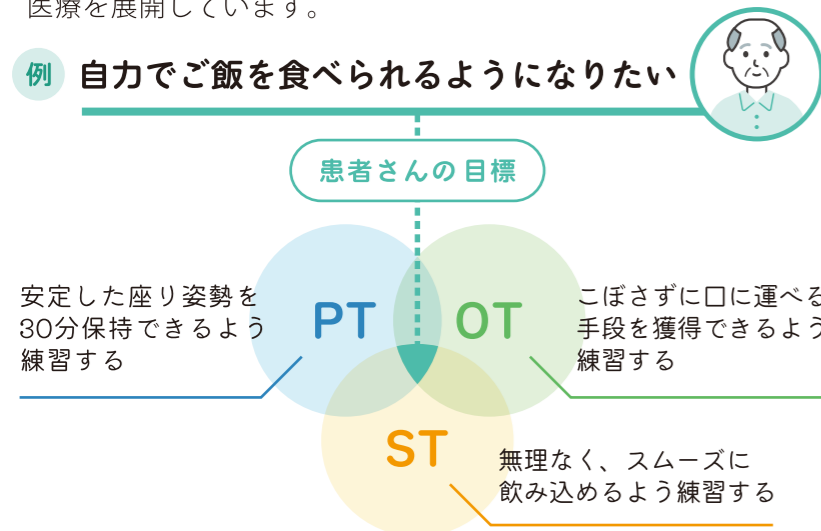 医療を展開しています。
例 自力でご飯を食べられるようになりたい
患者さんの目標
安定した座り姿勢を
30分保持できるよう
練習する
PT
OT
こぼさずに口に運べる
手段を獲得できるよう
練習する
ST
無理なく、スムーズに
飲み込めるよう練習する